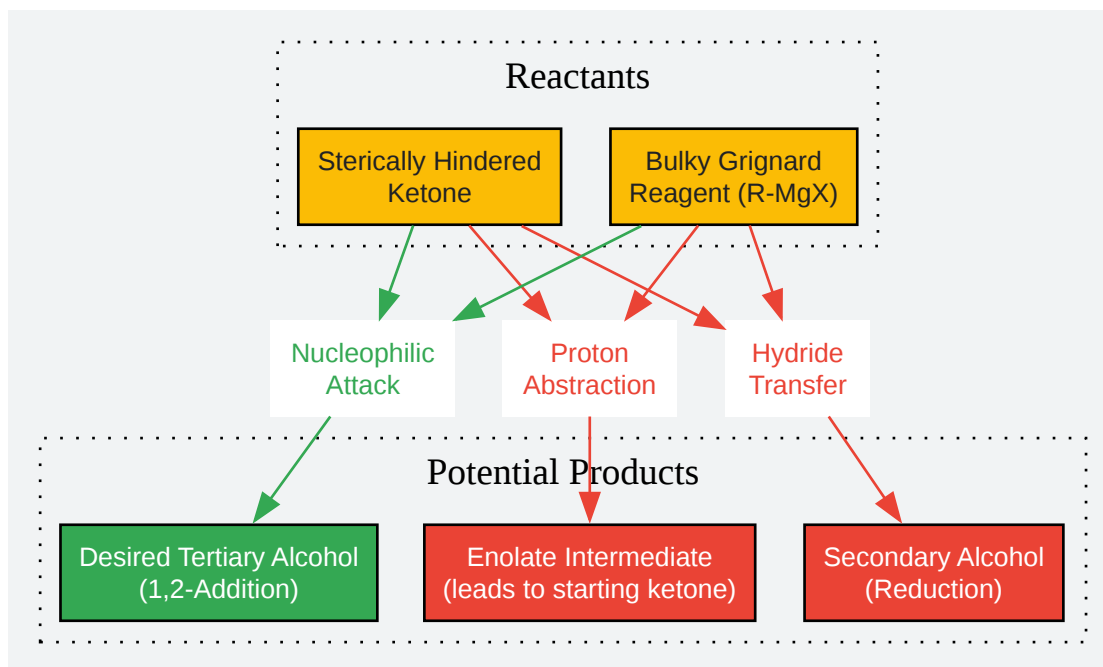 Reactants
Sterically Hindered
Ketone
Bulky Grignard
Reagent (R-MgX)
Nucleophilic
Attack
Proton
Abstraction
Hydride
Transfer
Potential Products
Desired Tertiary Alcohol
(1,2-Addition)
Enolate Intermediate
(leads to starting ketone)
Secondary Alcohol
(Reduction)